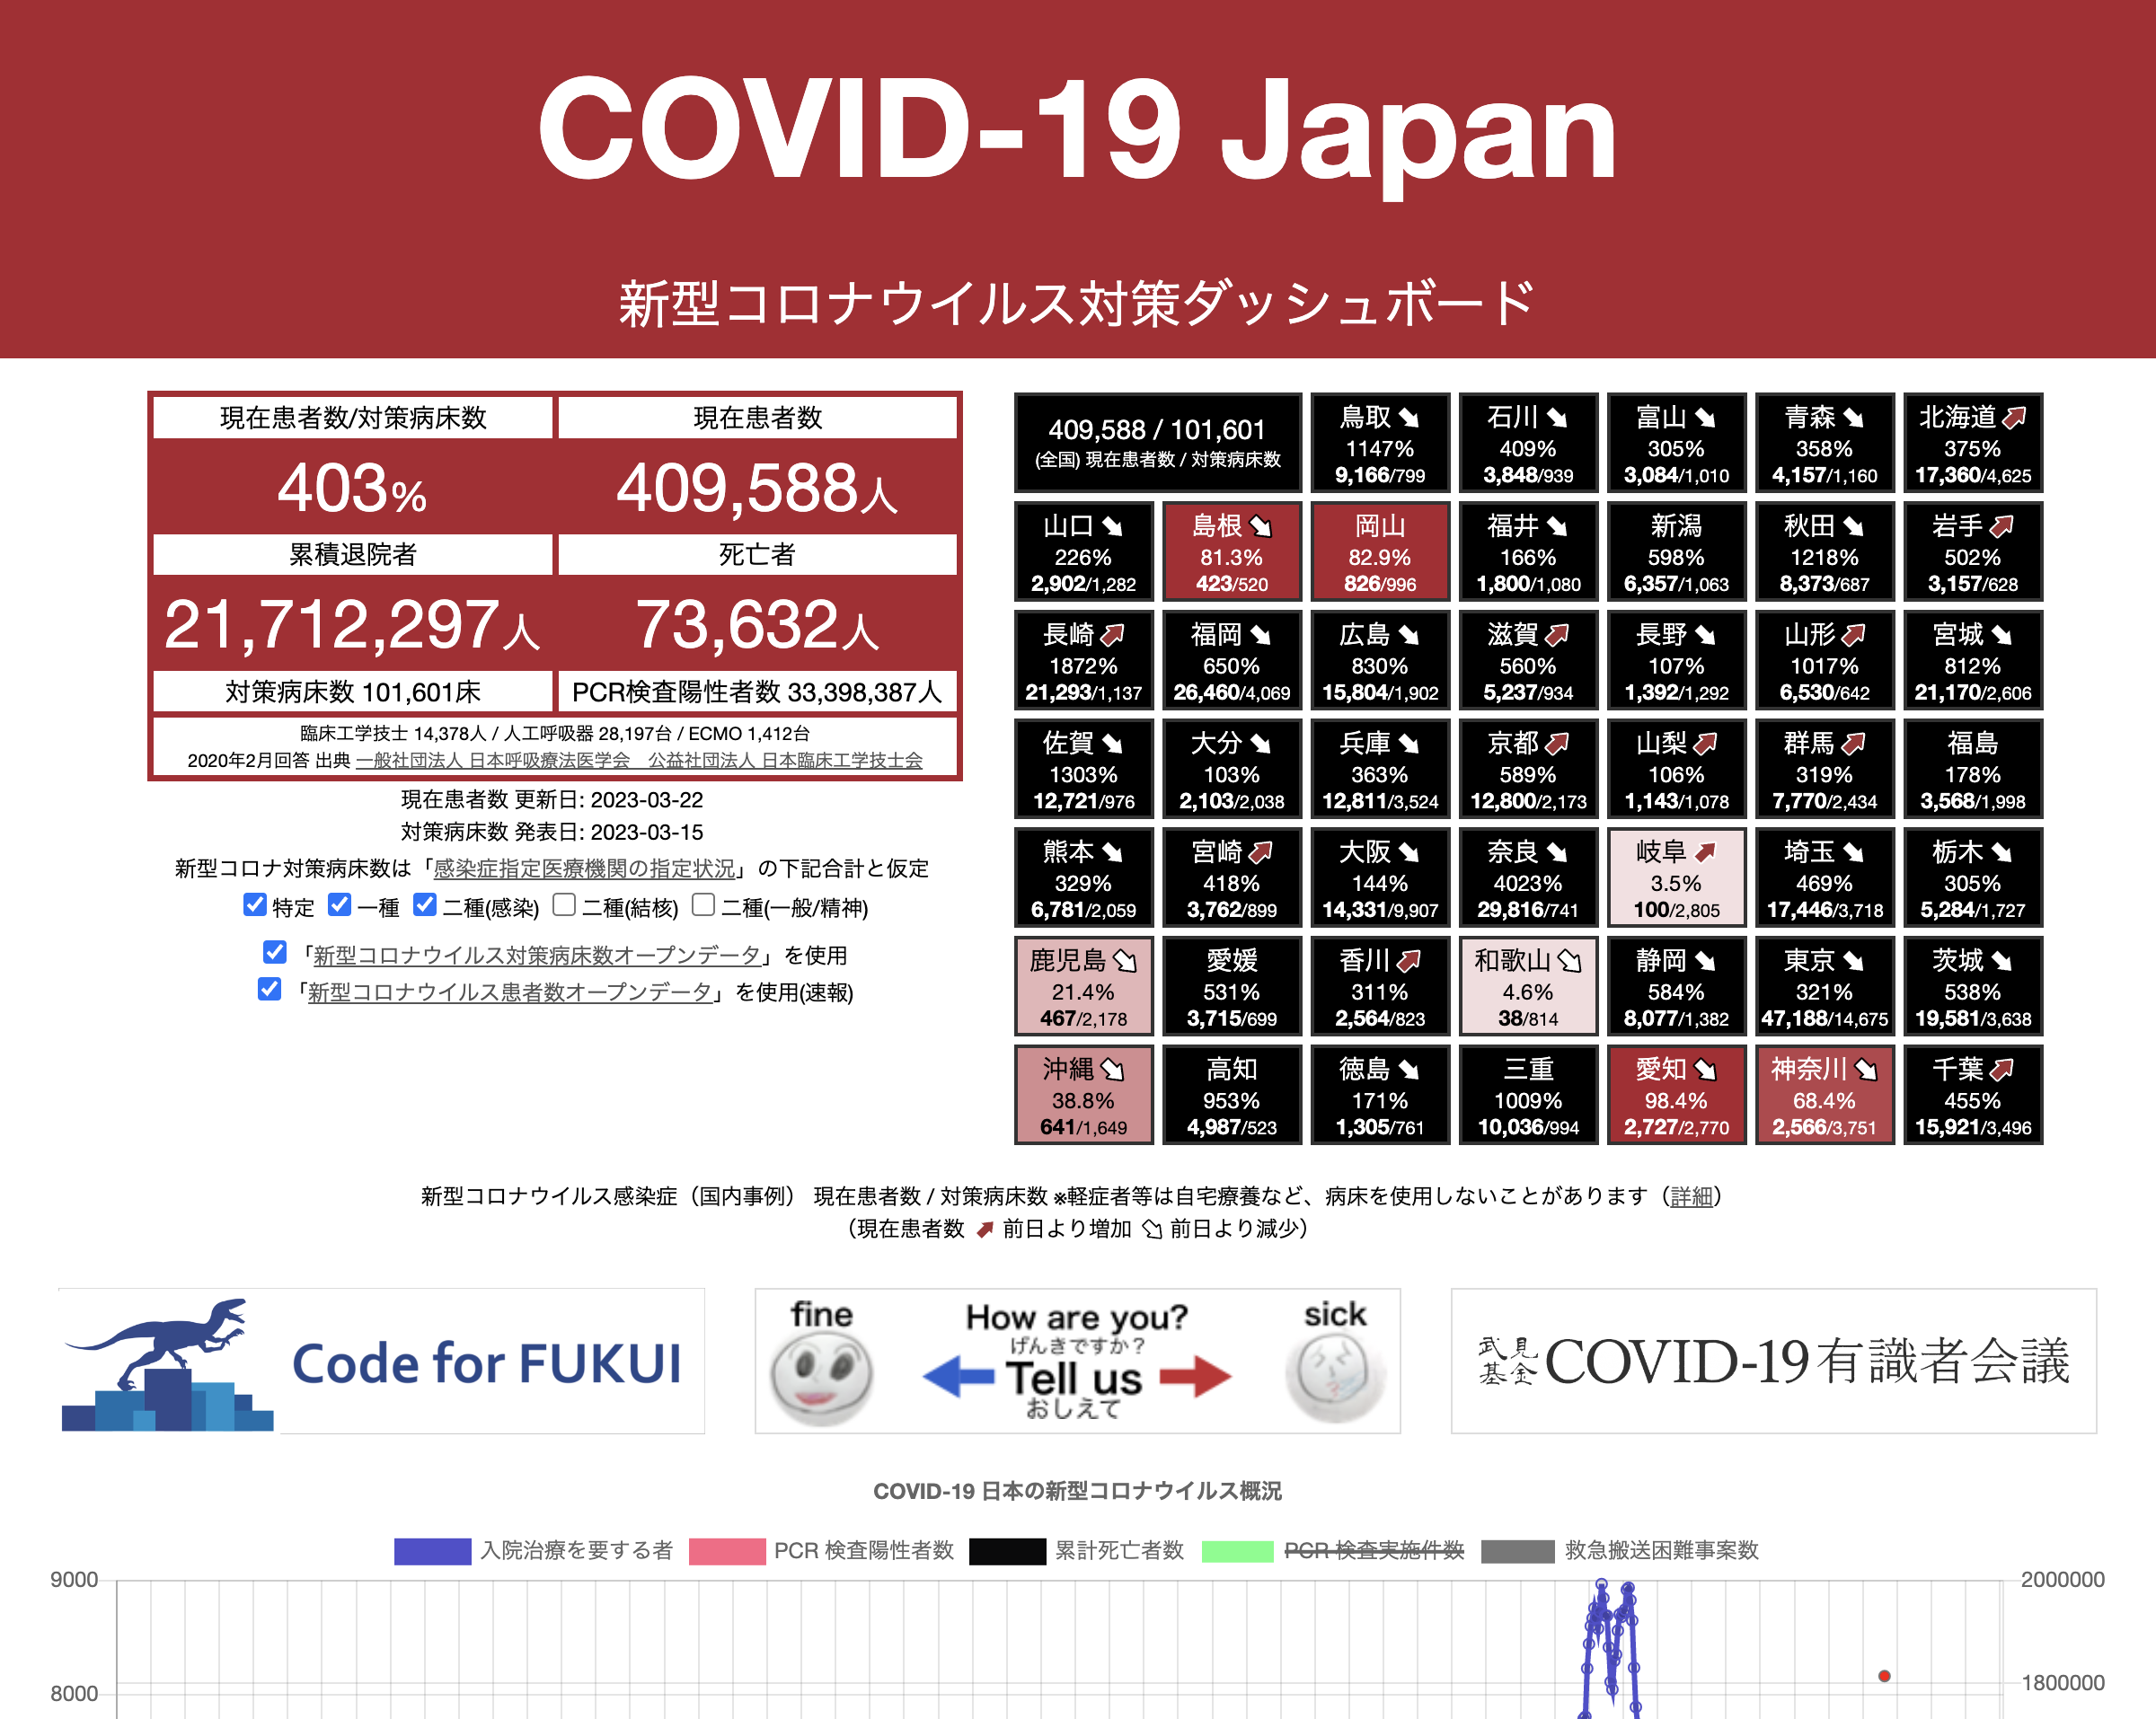 COVID-19 Japan
新型コロナウイルス対策ダッシュボード
現在患者数/対策病床数
現在患者数
403%
409,588人
累積退院者
死亡者
21,712,297人
73,632人
対策病床数 101,601床
PCR検査陽性者数 33,398,387人
臨床工学技士 14,378人 / 人工呼吸器 28,197台 / ECMO 1,412台
2020年2月回答 出典 一般社団法人 日本呼吸療法医学会　公益社団法人 日本臨床工学技士会
現在患者数 更新日: 2023-03-22
対策病床数 発表日: 2023-03-15
新型コロナ対策病床数は「感染症指定医療機関の指定状況」の下記合計と仮定
特定 一種 二種(感染) 二種(結核) 二種(一般/精神)
「新型コロナウイルス対策病床数オープンデータ」を使用
「新型コロナウイルス患者数オープンデータ」を使用(速報)
409,588 / 101,601
(全国) 現在患者数 / 対策病床数
鳥取
1147%
9,166/799
石川
409%
3,848/939
富山
305%
3,084/1,010
青森
358%
4,157/1,160
北海道
375%
17,360/4,625
山口
226%
2,902/1,282
島根
81.3%
423/520
岡山
82.9%
826/996
福井
166%
1,800/1,080
新潟
598%
6,357/1,063
秋田
1218%
8,373/687
岩手
502%
3,157/628
長崎
1872%
21,293/1,137
福岡
650%
26,460/4,069
広島
830%
15,804/1,902
滋賀
560%
5,237/934
長野
107%
1,392/1,292
山形
1017%
6,530/642
宮城
812%
21,170/2,606
佐賀
1303%
12,721/976
大分
103%
2,103/2,038
兵庫
363%
12,811/3,524
京都
589%
12,800/2,173
山梨
106%
1,143/1,078
群馬
319%
7,770/2,434
福島
178%
3,568/1,998
熊本
329%
6,781/2,059
宮崎
418%
3,762/899
大阪
144%
14,331/9,907
奈良
4023%
29,816/741
岐阜
3.5%
100/2,805
埼玉
469%
17,446/3,718
栃木
305%
5,284/1,727
鹿児島
21.4%
467/2,178
愛媛
531%
3,715/699
香川
311%
2,564/823
和歌山
4.6%
38/814
静岡
584%
8,077/1,382
東京
321%
47,188/14,675
茨城
538%
19,581/3,638
沖縄
38.8%
641/1,649
高知
953%
4,987/523
徳島
171%
1,305/761
三重
1009%
10,036/994
愛知
98.4%
2,727/2,770
神奈川
68.4%
2,566/3,751
千葉
455%
15,921/3,496
新型コロナウイルス感染症（国内事例） 現在患者数 / 対策病床数 ※軽症者等は自宅療養など、病床を使用しないことがあります（詳細）
（現在患者数 前日より増加 前日より減少）
Code for FUKUI
fine
How are you?
げんきですか？
Tell us
おしえて
sick
武見基金 COVID-19有識者会議
COVID-19 日本の新型コロナウイルス概況
入院治療を要する者 PCR 検査陽性者数 累計死亡者数 PCR 検査実施件数 救急搬送困難事案数
9000
2000000
8000
1800000